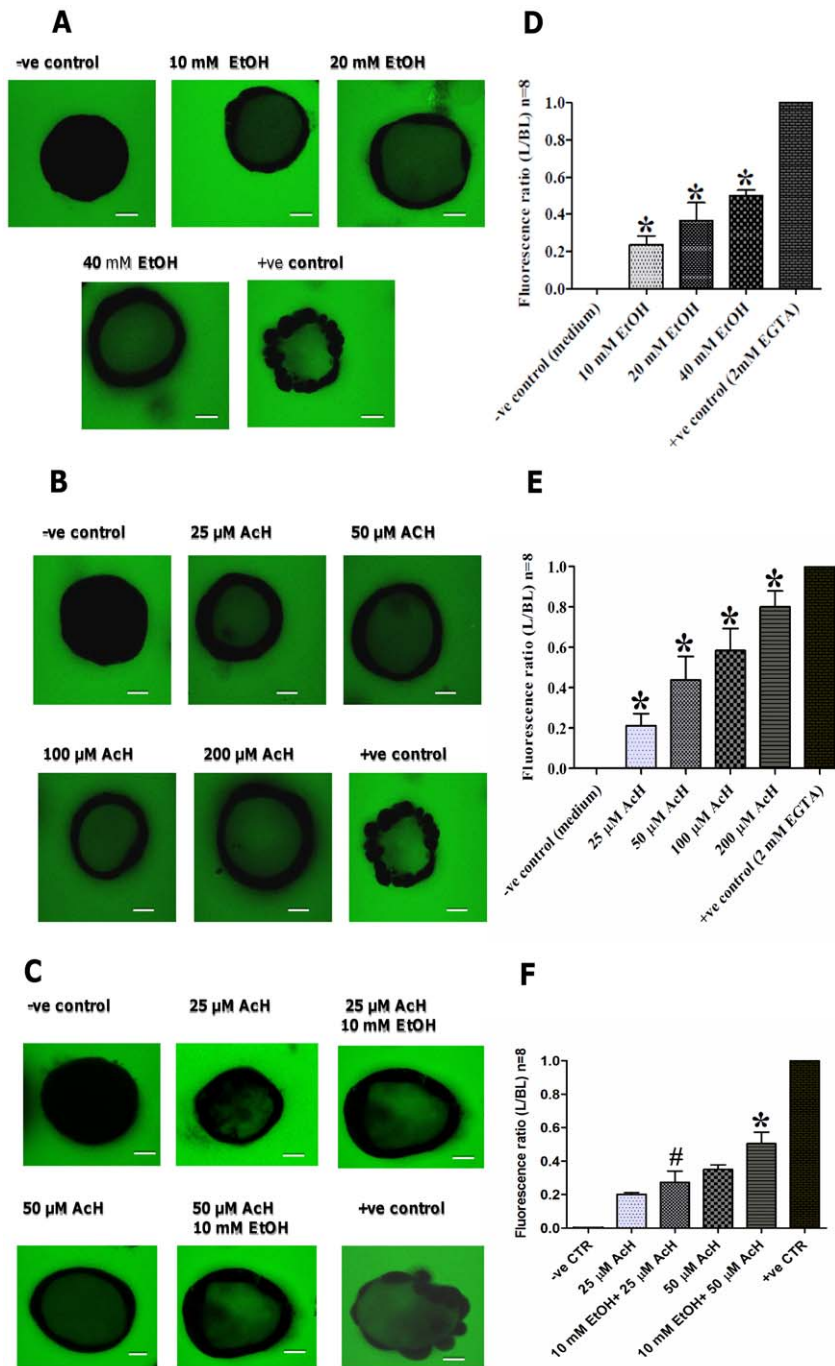 A
-ve control
10 mM EtOH
20 mM EtOH
40 mM EtOH
+ve control
D
Fluorescence ratio (L/BL) n=8
1.0
0.8
0.6
0.4
0.2
0.0
*
*
*
-ve control (medium)
10 mM EtOH
20 mM EtOH
40 mM EtOH
+ve control (2mM EGTA)
B
-ve control
25 µM AcH
50 µM ACH
100 µM AcH
200 µM AcH
+ve control
E
Fluorescence ratio (L/BL) n=8
1.0
0.8
0.6
0.4
0.2
0.0
*
*
*
*
-ve control (medium)
25 µM AcH
50 µM AcH
100 µM AcH
200 µM AcH
+ve control (2 mM EGTA)
C
-ve control
25 µM AcH
25 µM AcH
10 mM EtOH
50 µM AcH
50 µM AcH
10 mM EtOH
+ve control
F
Fluorescence ratio (L/BL) n=8
1.0
0.8
0.6
0.4
0.2
0.0
#
*
-ve CTR
25 µM AcH
10 mM EtOH+ 25 µM AcH
50 µM AcH
10 mM EtOH+ 50 µM AcH
+ve CTR